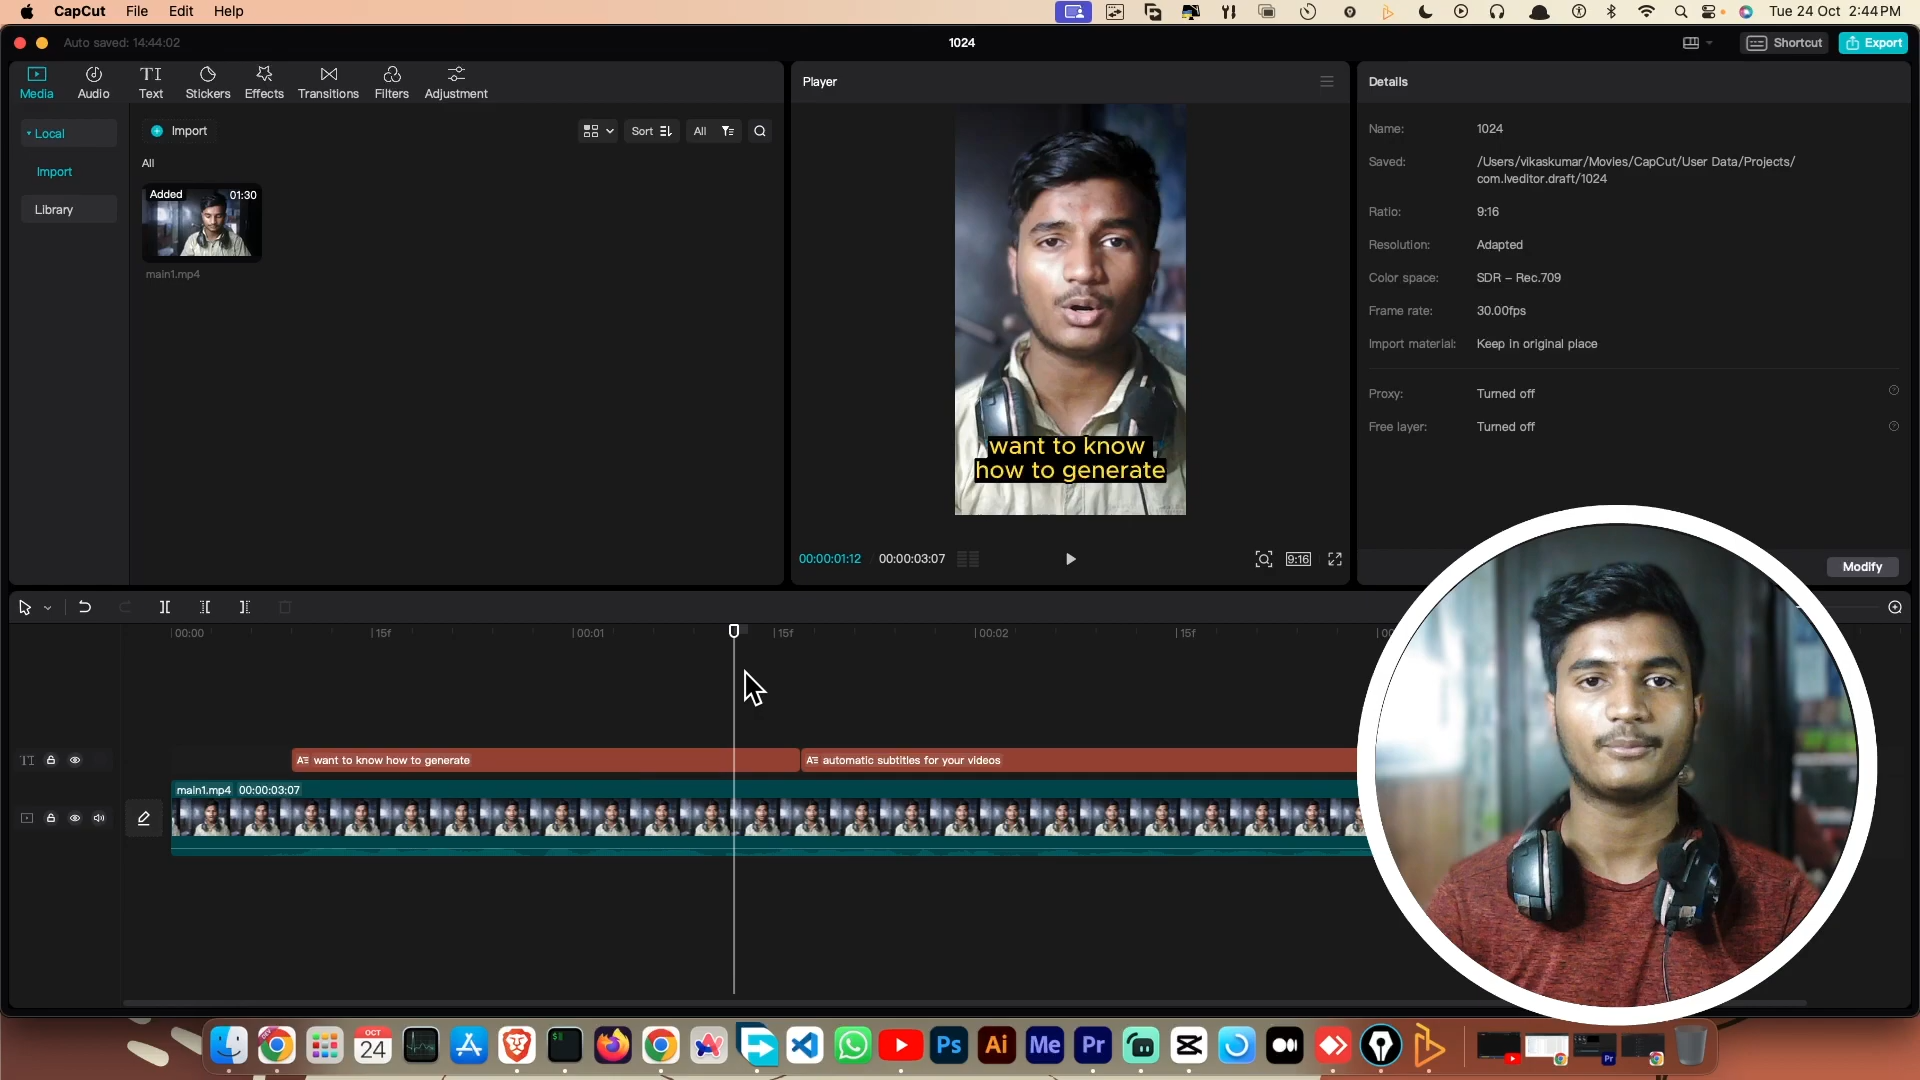 CapCut File Edit Help
Tue 24 Oct 2:44 PM
Auto saved: 14:44:02
1024
Shortcut
Export
Media
Audio
TI
Text
Stickers
Effects
Transitions
Filters
Adjustment
Player
Details
Local
Import
Library
Import
Sort
All
All
Added
01:30
main1.mp4
want to know
how to generate
Name: 1024
Saved: /Users/vikaskumar/Movies/CapCut/User Data/Projects/
com.lveditor.draft/1024
Ratio: 9:16
Resolution: Adapted
Color space: SDR – Rec.709
Frame rate: 30.00fps
Import material: Keep in original place
Proxy: Turned off
Free layer: Turned off
00:00:01:12 00:00:03:07
9:16
Modify
00:00
15f
00:01
15f
00:02
15f
TI
want to know how to generate
automatic subtitles for your videos
main1.mp4 00:00:03:07
OCT
24
Ps
Ai
Me
Pr
Pr